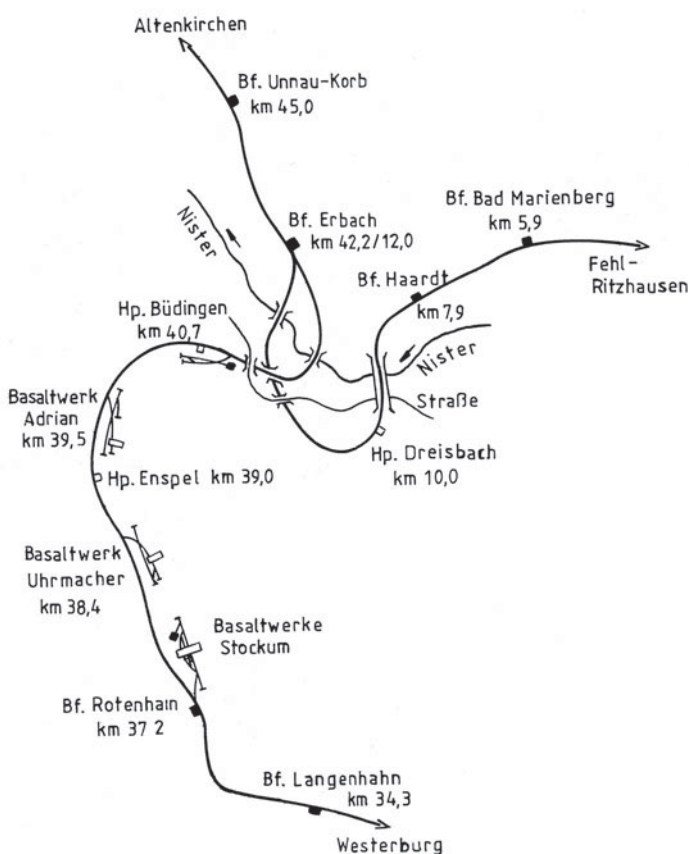 Altenkirchen
Bf. Unnau-Korb
km 45,0
Nister
Bf. Erbach
km 42,2/12,0
Bf. Bad Marienberg
km 5,9
Fehl-
Ritzhausen
Bf. Haardt
km 7,9
Hp. Büdingen
km 40,7
Nister
Straße
Basaltwerk
Adrian
km 39,5
Hp. Dreisbach
km 10,0
Hp. Enspel km 39,0
Basaltwerk
Uhrmacher
km 38,4
Basaltwerke
Stockum
Bf. Rotenhain
km 37 2
Bf. Langenhahn
km 34,3
Westerburg